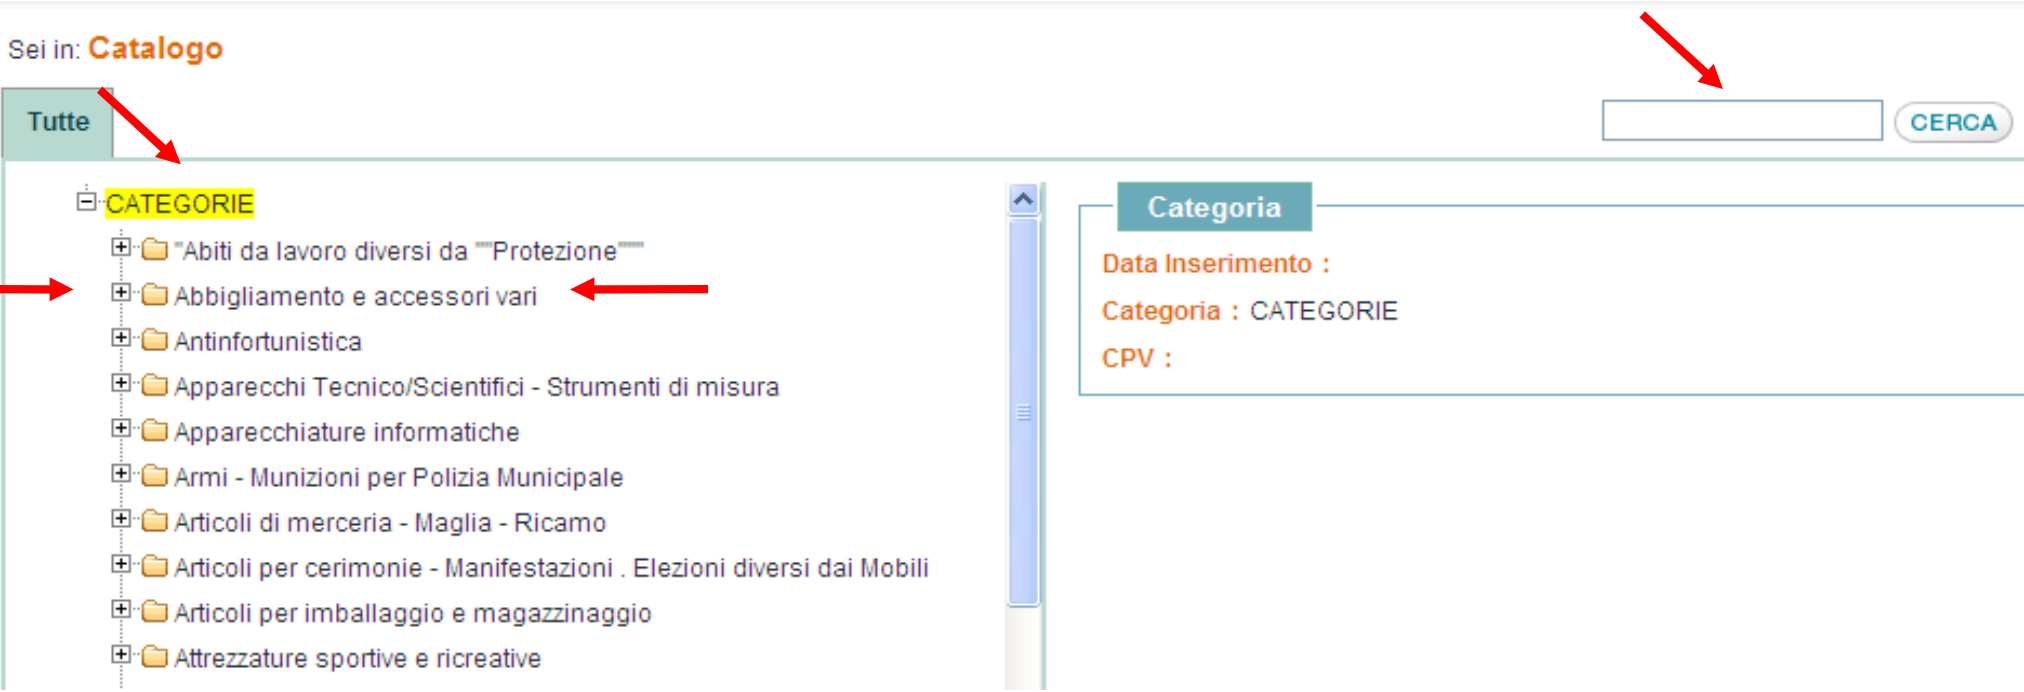 Sei in: Catalogo
Tutte
CERCA
CATEGORIE
"Abiti da lavoro diversi da ""Protezione""""
Abbigliamento e accessori vari
Antinfortunistica
Apparecchi Tecnico/Scientifici - Strumenti di misura
Apparecchiature informatiche
Armi - Munizioni per Polizia Municipale
Articoli di merceria - Maglia - Ricamo
Articoli per cerimonie - Manifestazioni . Elezioni diversi dai Mobili
Articoli per imballaggio e magazzinaggio
Attrezzature sportive e ricreative
Categoria
Data Inserimento :
Categoria : CATEGORIE
CPV :